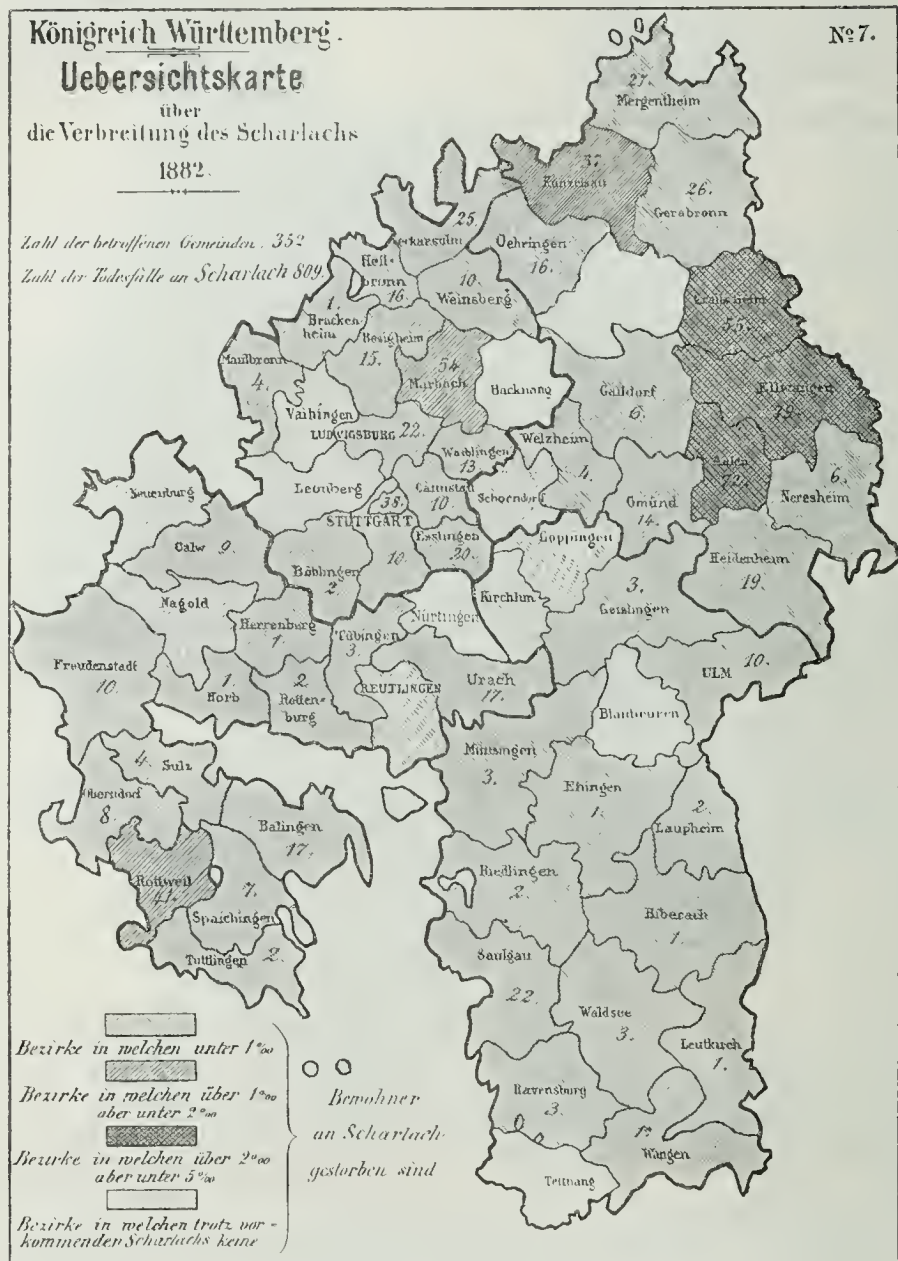 Königreich Württemberg.
Nº 7.
Uebersichtskarte
über
die Verbreitung des Scharlachs
1882.
Zahl der betroffenen Gemeinden. 352
Zahl der Todesfälle an Scharlach 809.
27.
Mergentheim
37.
Künzelsau
26.
Gerabronn
25.
Neckarsulm
Oehringen
16.
Heil-
bronn
16.
10.
Weinsberg
Crailsheim
55.
1.
Bracken-
heim
Besigheim
15.
54.
Marbach
Backnang
Maulbronn
4.
Gaildorf
6.
Ellwangen
Vaihingen
LUDWIGSBURG 22.
Waiblingen
13.
Welzheim
4.
Aalen
72.
6.
Neresheim
Leonberg
38.
Cannstatt
10.
Schorndorf
Gmünd
14.
Neuenburg
STUTTGART
10.
Esslingen
20.
Göppingen
Calw 9.
Böblingen
2.
Kirchheim
3.
Geislingen
Heidenheim
19.
Nagold
Herrenberg
1.
Tübingen
3.
Nürtingen
Freudenstadt
10.
1.
Horb
2.
Rotten-
burg
REUTLINGEN
Urach
17.
10.
ULM
Blaubeuren
4. Sulz
Münsingen
3.
Ehingen
1.
Oberndorf
8.
Balingen
17.
2.
Laupheim
Rottweil
41.
7.
Spaichingen
Riedlingen
2.
Biberach
1.
Tuttlingen 2.
Saulgau
22.
Waldsee
3.
Leutkirch
1.
Ravensburg
3.
Wangen
Tettnang
Bezirke in welchen unter 1‰
Bezirke in welchen über 1‰
aber unter 2‰
Bezirke in welchen über 2‰
aber unter 5‰
Bezirke in welchen trotz vor-
kommenden Scharlachs keine
Bewohner
an Scharlach
gestorben sind